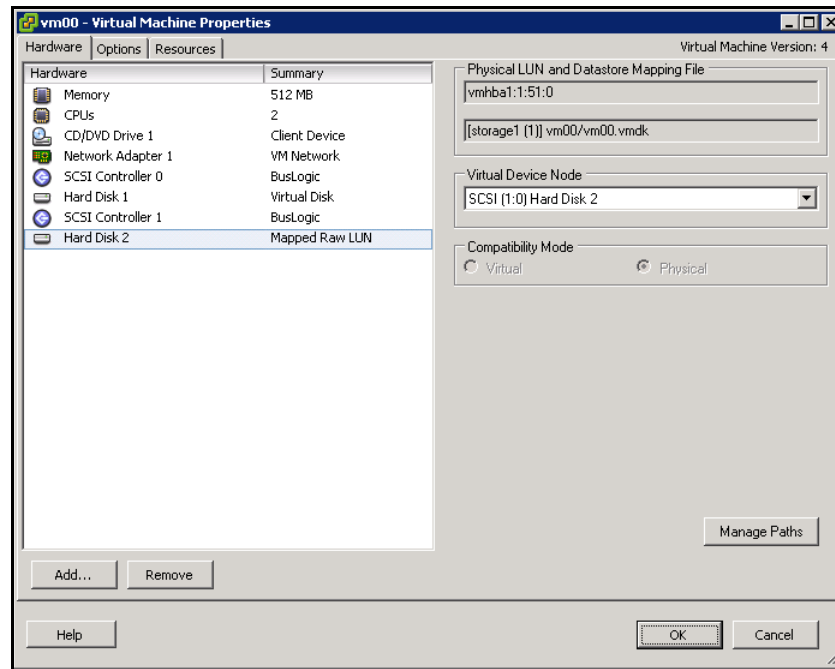 vm00 - Virtual Machine Properties
Hardware Options Resources Virtual Machine Version: 4
Hardware Summary
Memory 512 MB
CPUs 2
CD/DVD Drive 1 Client Device
Network Adapter 1 VM Network
SCSI Controller 0 BusLogic
Hard Disk 1 Virtual Disk
SCSI Controller 1 BusLogic
Hard Disk 2 Mapped Raw LUN
Physical LUN and Datastore Mapping File
vmhba1:1:51:0
[storage1 (1)] vm00/vm00.vmdk
Virtual Device Node
SCSI (1:0) Hard Disk 2
Compatibility Mode
Virtual Physical
Manage Paths
Add... Remove
Help OK Cancel